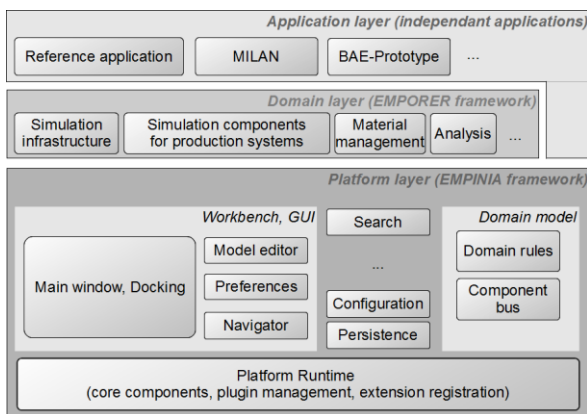 Application layer (independant applications)
Reference application
MILAN
BAE-Prototype
...
Domain layer (EMPORER framework)
Simulation
infrastructure
Simulation components
for production systems
Material
management
Analysis
...
Platform layer (EMPINIA framework)
Workbench, GUI
Main window, Docking
Model editor
Preferences
Navigator
Search
...
Configuration
Persistence
Domain model
Domain rules
Component
bus
Platform Runtime
(core components, plugin management, extension registration)